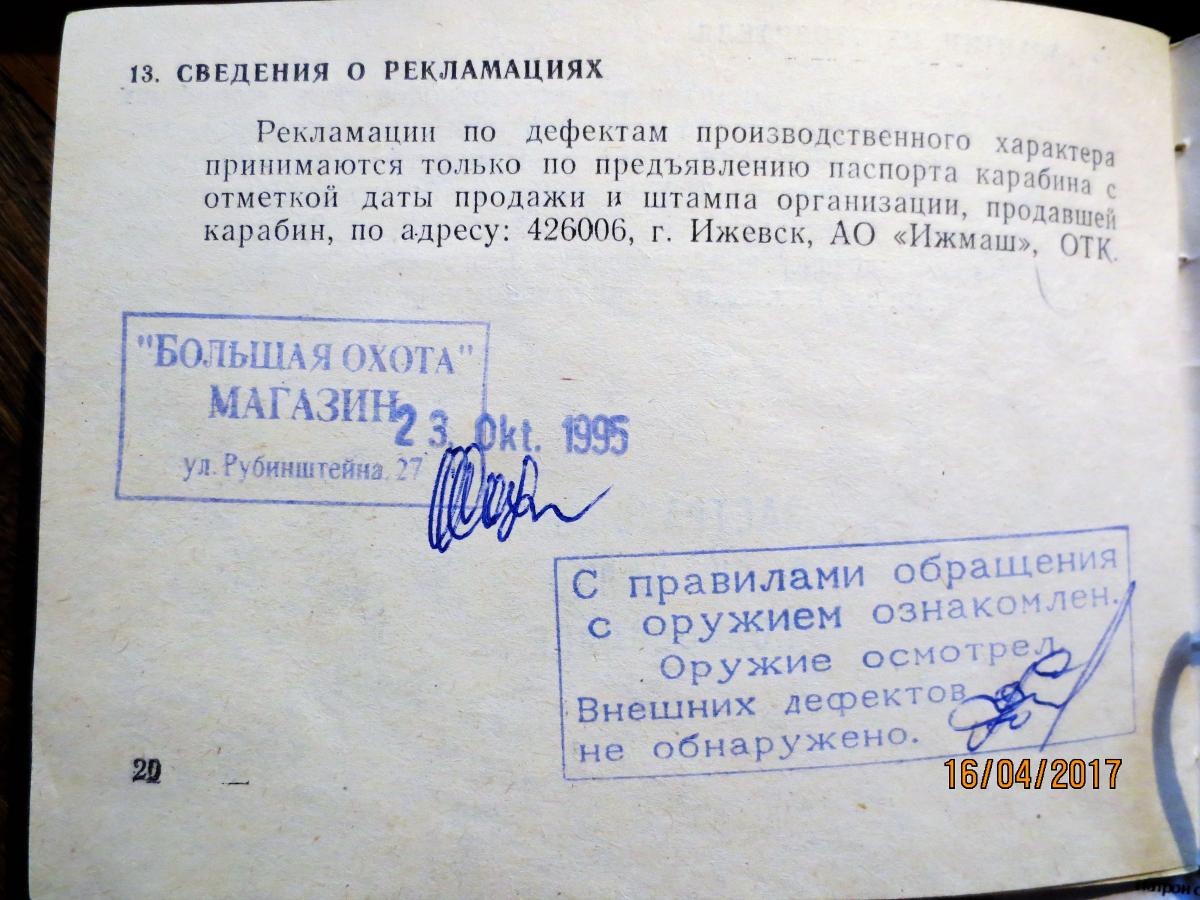 13. СВЕДЕНИЯ О РЕКЛАМАЦИЯХ
Рекламации по дефектам производственного характера
принимаются только по предъявлению паспорта карабина с
отметкой даты продажи и штампа организации, продавшей
карабин, по адресу: 426006, г. Ижевск, АО «Ижмаш», ОТК.
"БОЛЬШАЯ ОХОТА"
МАГАЗИН
23. Okt. 1995
ул. Рубинштейна. 27
С правилами обращения
с оружием ознакомлен.
Оружие осмотрел
Внешних дефектов
не обнаружено.
20
16/04/2017